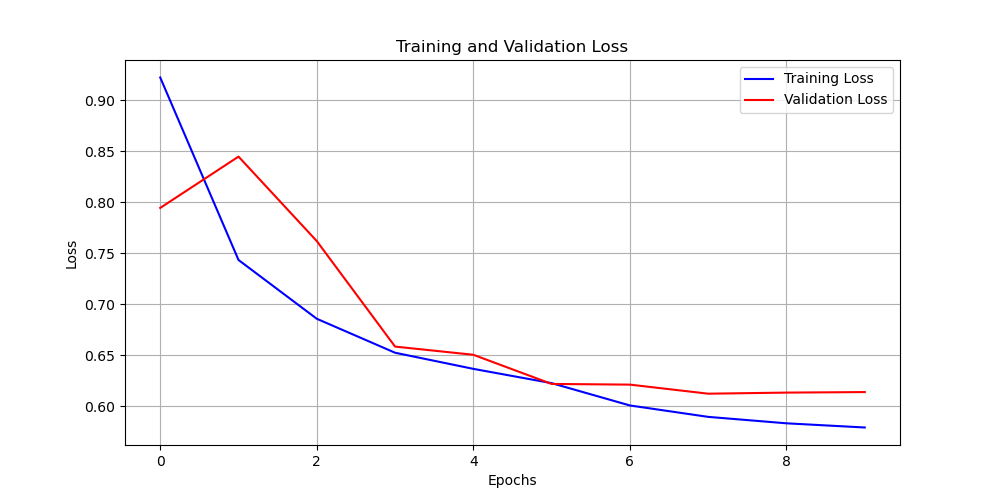 Training and Validation Loss
Training Loss
Validation Loss
0.90
0.85
0.80
0.75
0.70
0.65
0.60
Loss
0 2 4 6 8
Epochs